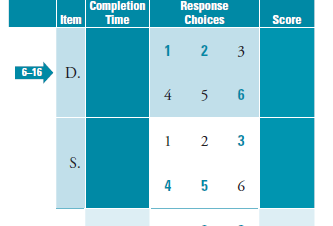 Item Completion Time Response Choices Score
1 2 3
6–16 D.
4 5 6
1 2 3
S.
4 5 6